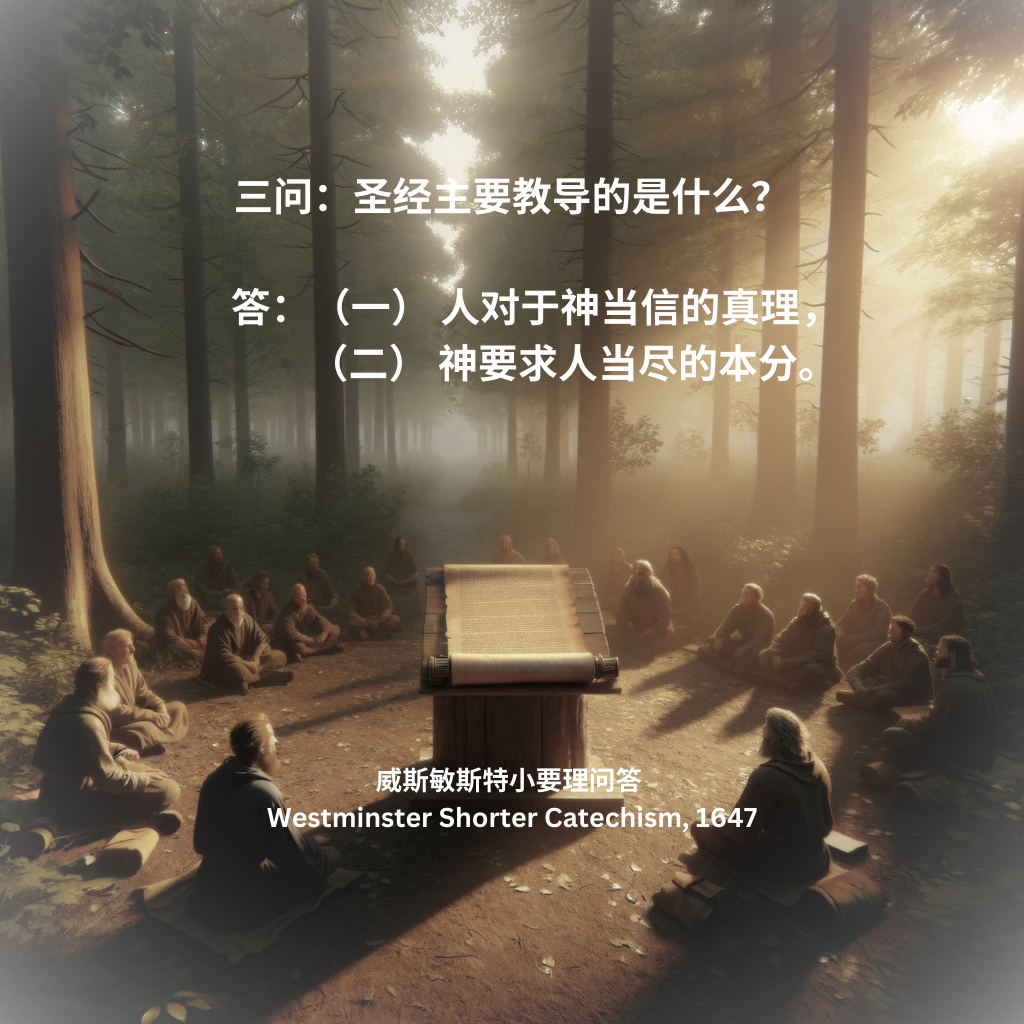 三问：圣经主要教导的是什么？
答：（一） 人对于神当信的真理，
（二） 神要求人当尽的本分。
威斯敏斯特小要理问答
Westminster Shorter Catechism, 1647